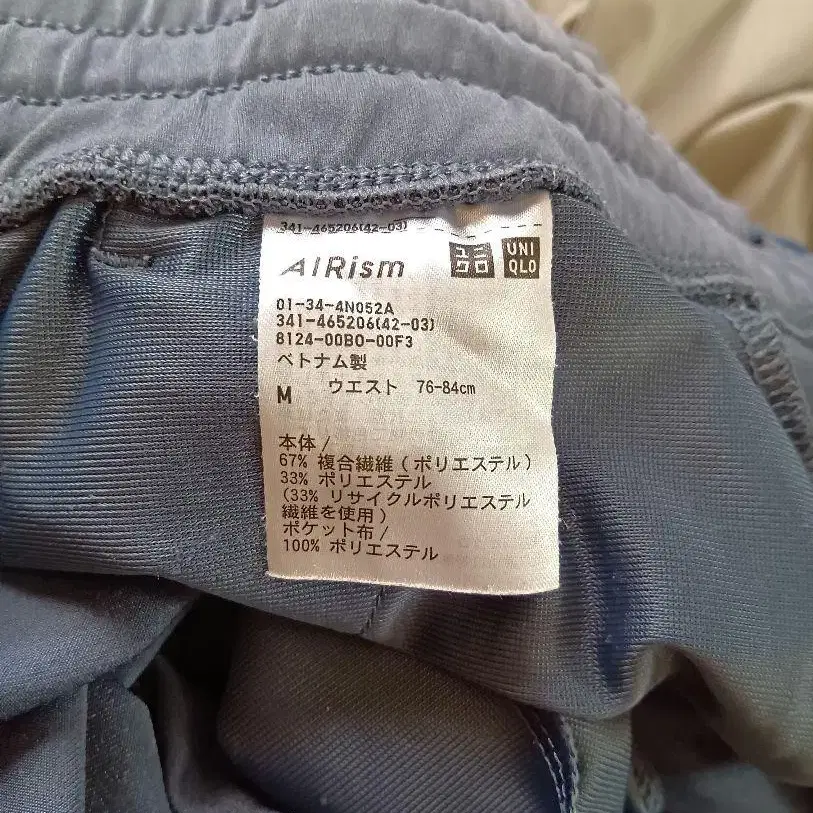 341-465206(42-03)
AIRism ユニクロ UNIQLO
01-34-4N052A
341-465206(42-03)
8124-00B0-00F3
ベトナム製
M ウエスト 76-84cm
本体/
67% 複合繊維(ポリエステル)
33% ポリエステル
(33% リサイクルポリエステル
繊維を使用)
ポケット布/
100% ポリエステル